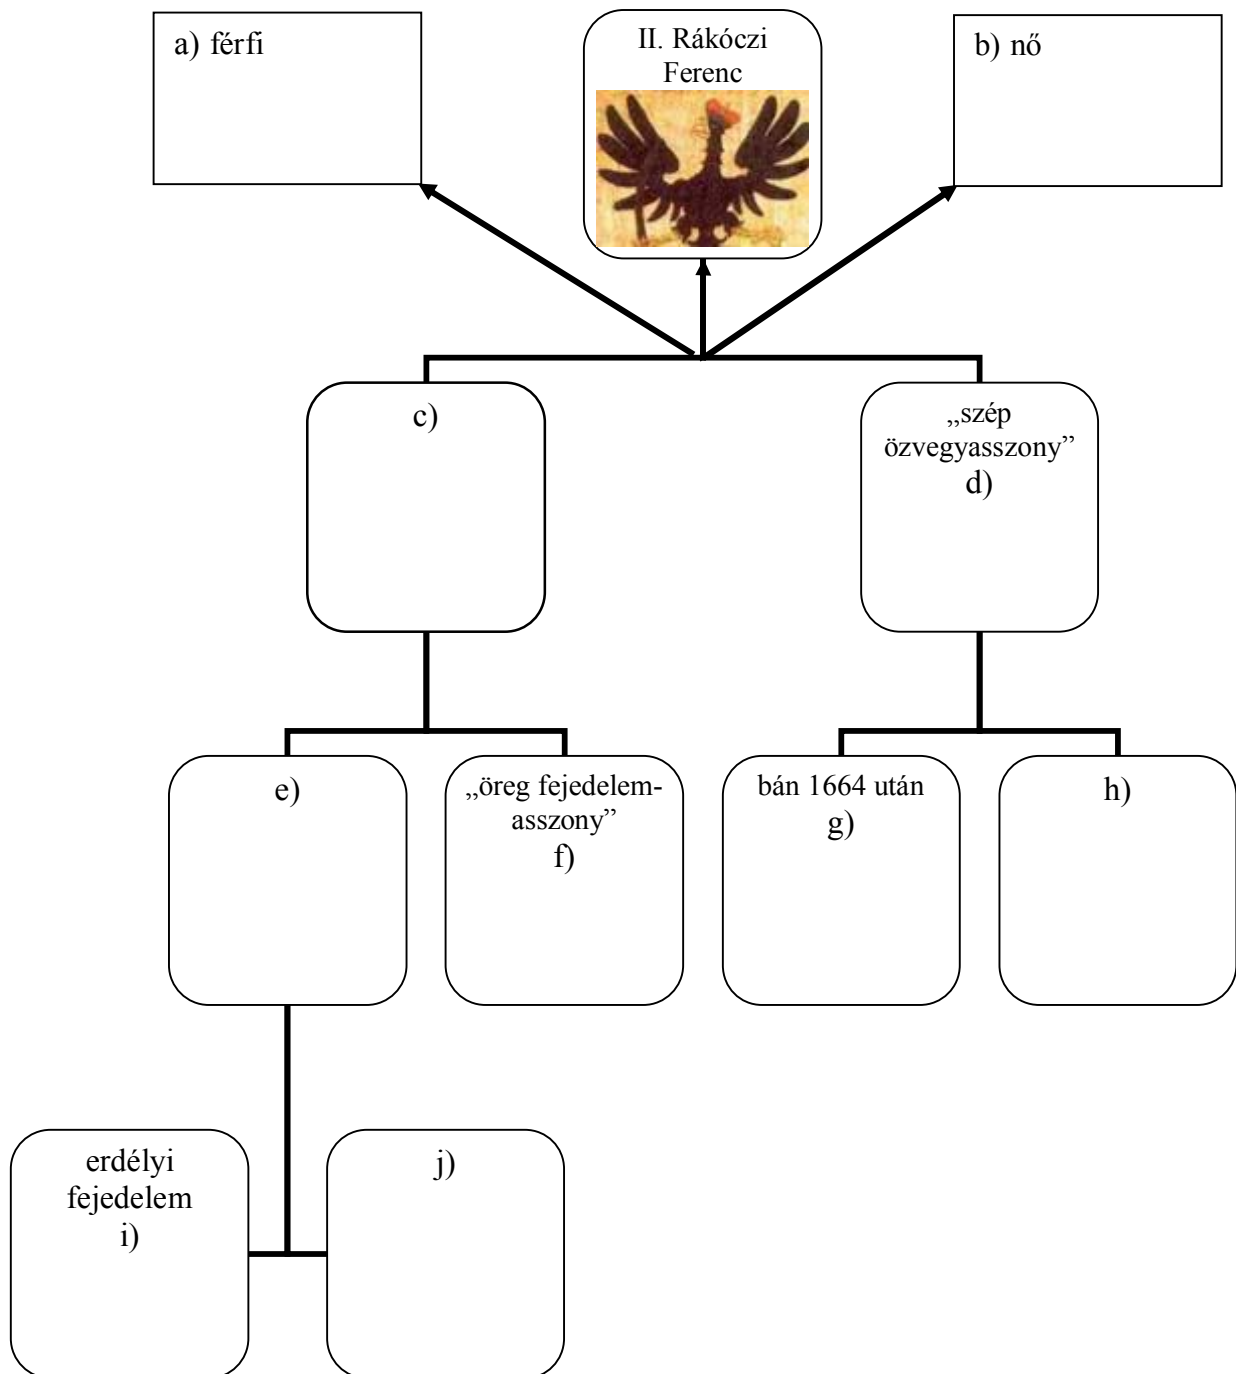 a) férfi
II. Rákóczi
Ferenc
b) nő
c)
„szép
özvegyasszony”
d)
e)
„öreg fejedelem-
asszony”
f)
bán 1664 után
g)
h)
erdélyi
fejedelem
i)
j)